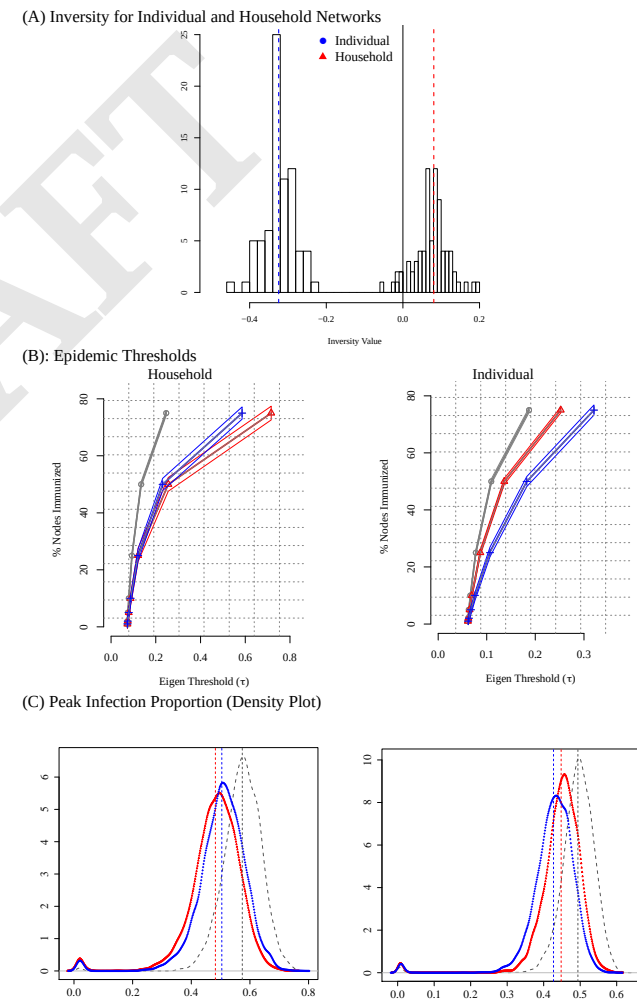 (A) Inversity for Individual and Household Networks
Individual
Household
25
20
15
10
5
0
−0.4 −0.2 0.0 0.2
Inversity Value
AFT
(B): Epidemic Thresholds
Household
80
60
40
20
0
% Nodes Immunized
0.0 0.2 0.4 0.6 0.8
Eigen Threshold (τ)
Individual
80
60
40
20
0
% Nodes Immunized
0.0 0.1 0.2 0.3
Eigen Threshold (τ)
(C) Peak Infection Proportion (Density Plot)
6
5
4
3
2
1
0
0.0 0.2 0.4 0.6 0.8
10
8
6
4
2
0
0.0 0.1 0.2 0.3 0.4 0.5 0.6